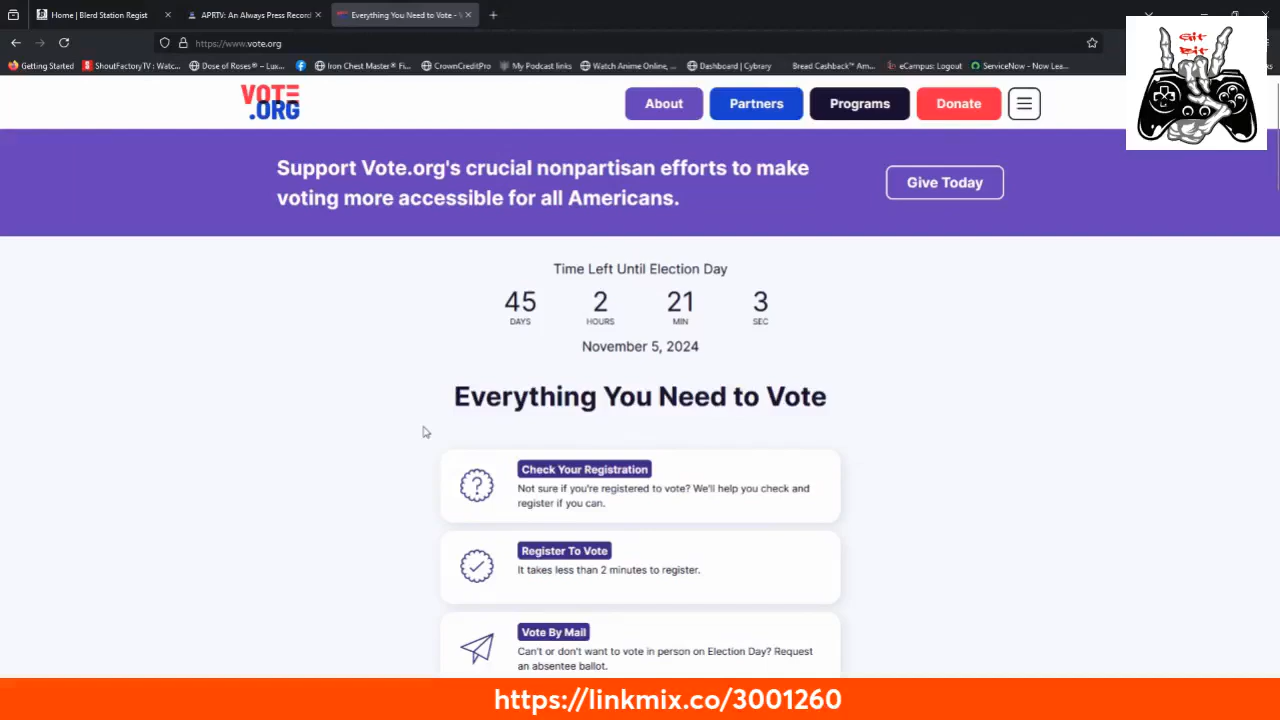 Home | Blerd Station Regist
APRTV: An Always Press Record
Everything You Need to Vote - V
https://www.vote.org
Getting Started
ShoutFactoryTV : Watc...
Dose of Roses® – Lux...
Iron Chest Master® Fi...
CrownCreditPro
My Podcast links
Watch Anime Online, ...
Dashboard | Cybrary
Bread Cashback™ Am...
eCampus: Logout
ServiceNow - Now Lea...
Git
Bit
VOTE
.ORG
About
Partners
Programs
Donate
Support Vote.org's crucial nonpartisan efforts to make
voting more accessible for all Americans.
Give Today
Time Left Until Election Day
45 2 21 3
DAYS HOURS MIN SEC
November 5, 2024
Everything You Need to Vote
Check Your Registration
Not sure if you're registered to vote? We'll help you check and
register if you can.
Register To Vote
It takes less than 2 minutes to register.
Vote By Mail
Can't or don't want to vote in person on Election Day? Request
an absentee ballot.
https://linkmix.co/3001260